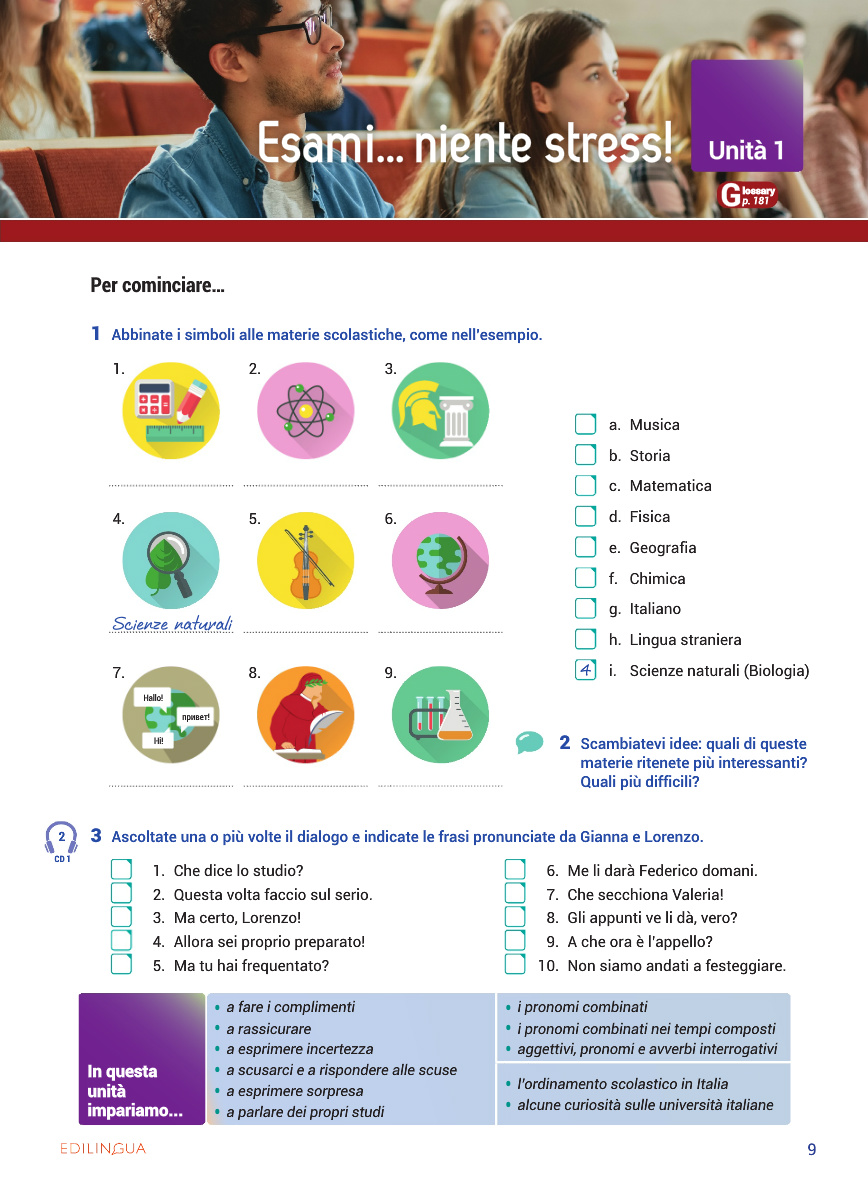 Esami... niente stress!
Unità 1
Glossary
p. 181
Per cominciare...
1 Abbinate i simboli alle materie scolastiche, come nell'esempio.
1.
2.
3.
4.
5.
6.
Scienze naturali
7.
8.
9.
Hallo!
привет!
Hi!
a. Musica
b. Storia
c. Matematica
d. Fisica
e. Geografia
f. Chimica
g. Italiano
h. Lingua straniera
4 i. Scienze naturali (Biologia)
2 Scambiatevi idee: quali di queste
materie ritenete più interessanti?
Quali più difficili?
2
CD 1
3 Ascoltate una o più volte il dialogo e indicate le frasi pronunciate da Gianna e Lorenzo.
1. Che dice lo studio?
2. Questa volta faccio sul serio.
3. Ma certo, Lorenzo!
4. Allora sei proprio preparato!
5. Ma tu hai frequentato?
6. Me li darà Federico domani.
7. Che secchiona Valeria!
8. Gli appunti ve li dà, vero?
9. A che ora è l'appello?
10. Non siamo andati a festeggiare.
In questa
unità
impariamo...
• a fare i complimenti
• a rassicurare
• a esprimere incertezza
• a scusarci e a rispondere alle scuse
• a esprimere sorpresa
• a parlare dei propri studi
• i pronomi combinati
• i pronomi combinati nei tempi composti
• aggettivi, pronomi e avverbi interrogativi
• l'ordinamento scolastico in Italia
• alcune curiosità sulle università italiane
EDILINGUA
9